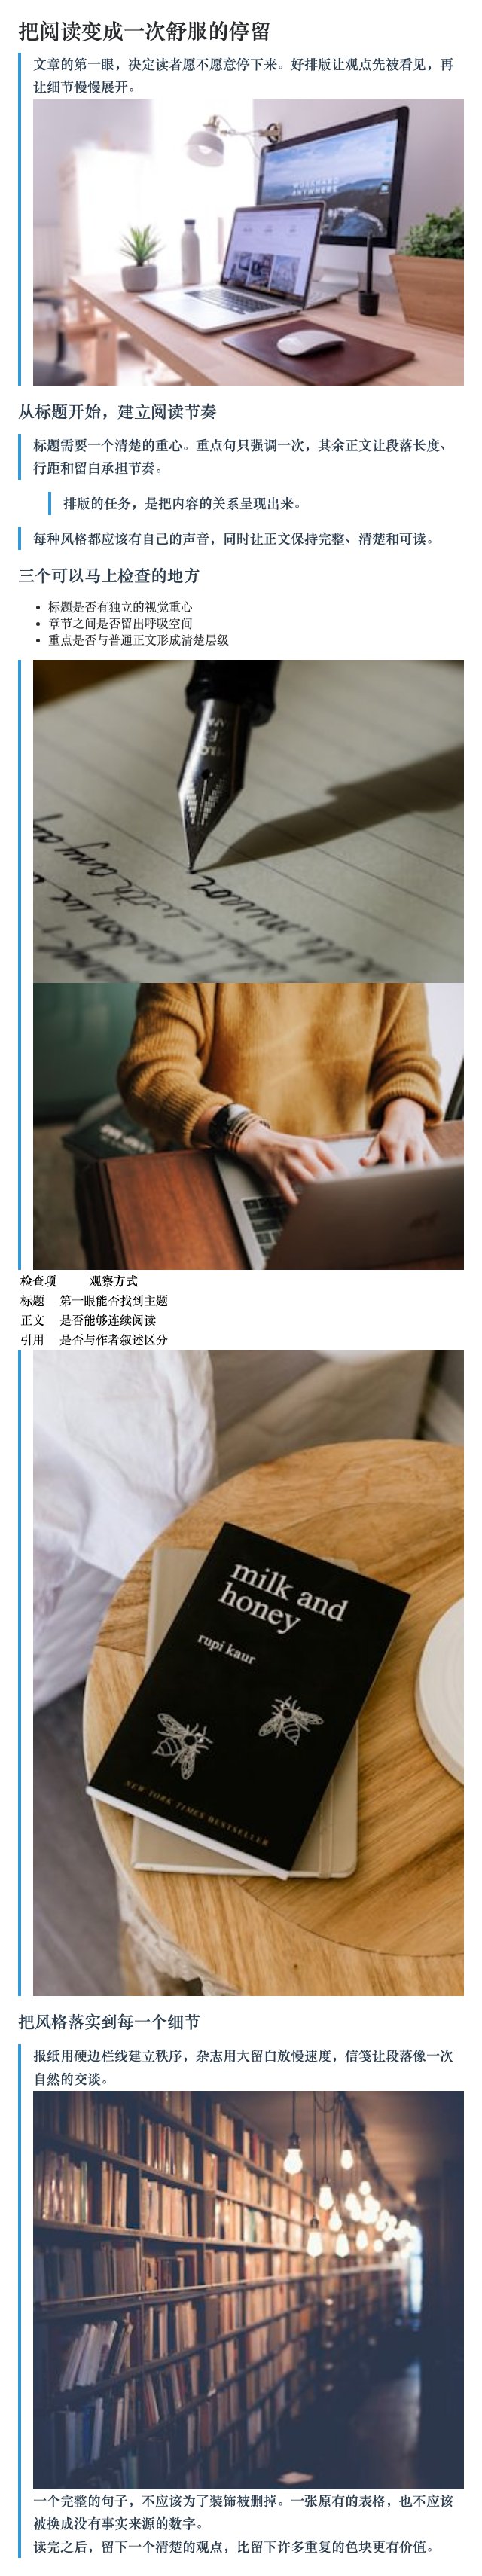 把阅读变成一次舒服的停留
文章的第一眼，决定读者愿不愿意停下来。好排版让观点先被看见，再
让细节慢慢展开。
从标题开始，建立阅读节奏
标题需要一个清楚的重心。重点句只强调一次，其余正文让段落长度、
行距和留白承担节奏。
排版的任务，是把内容的关系呈现出来。
每种风格都应该有自己的声音，同时让正文保持完整、清楚和可读。
三个可以马上检查的地方
• 标题是否有独立的视觉重心
• 章节之间是否留出呼吸空间
• 重点是否与普通正文形成清楚层级
检查项 观察方式
标题 第一眼能否找到主题
正文 是否能够连续阅读
引用 是否与作者叙述区分
milk and
honey
rupi kaur
NEW YORK TIMES BESTSELLER
把风格落实到每一个细节
报纸用硬边栏线建立秩序，杂志用大留白放慢速度，信笺让段落像一次
自然的交谈。
一个完整的句子，不应该为了装饰被删掉。一张原有的表格，也不应该
被换成没有事实来源的数字。
读完之后，留下一个清楚的观点，比留下许多重复的色块更有价值。